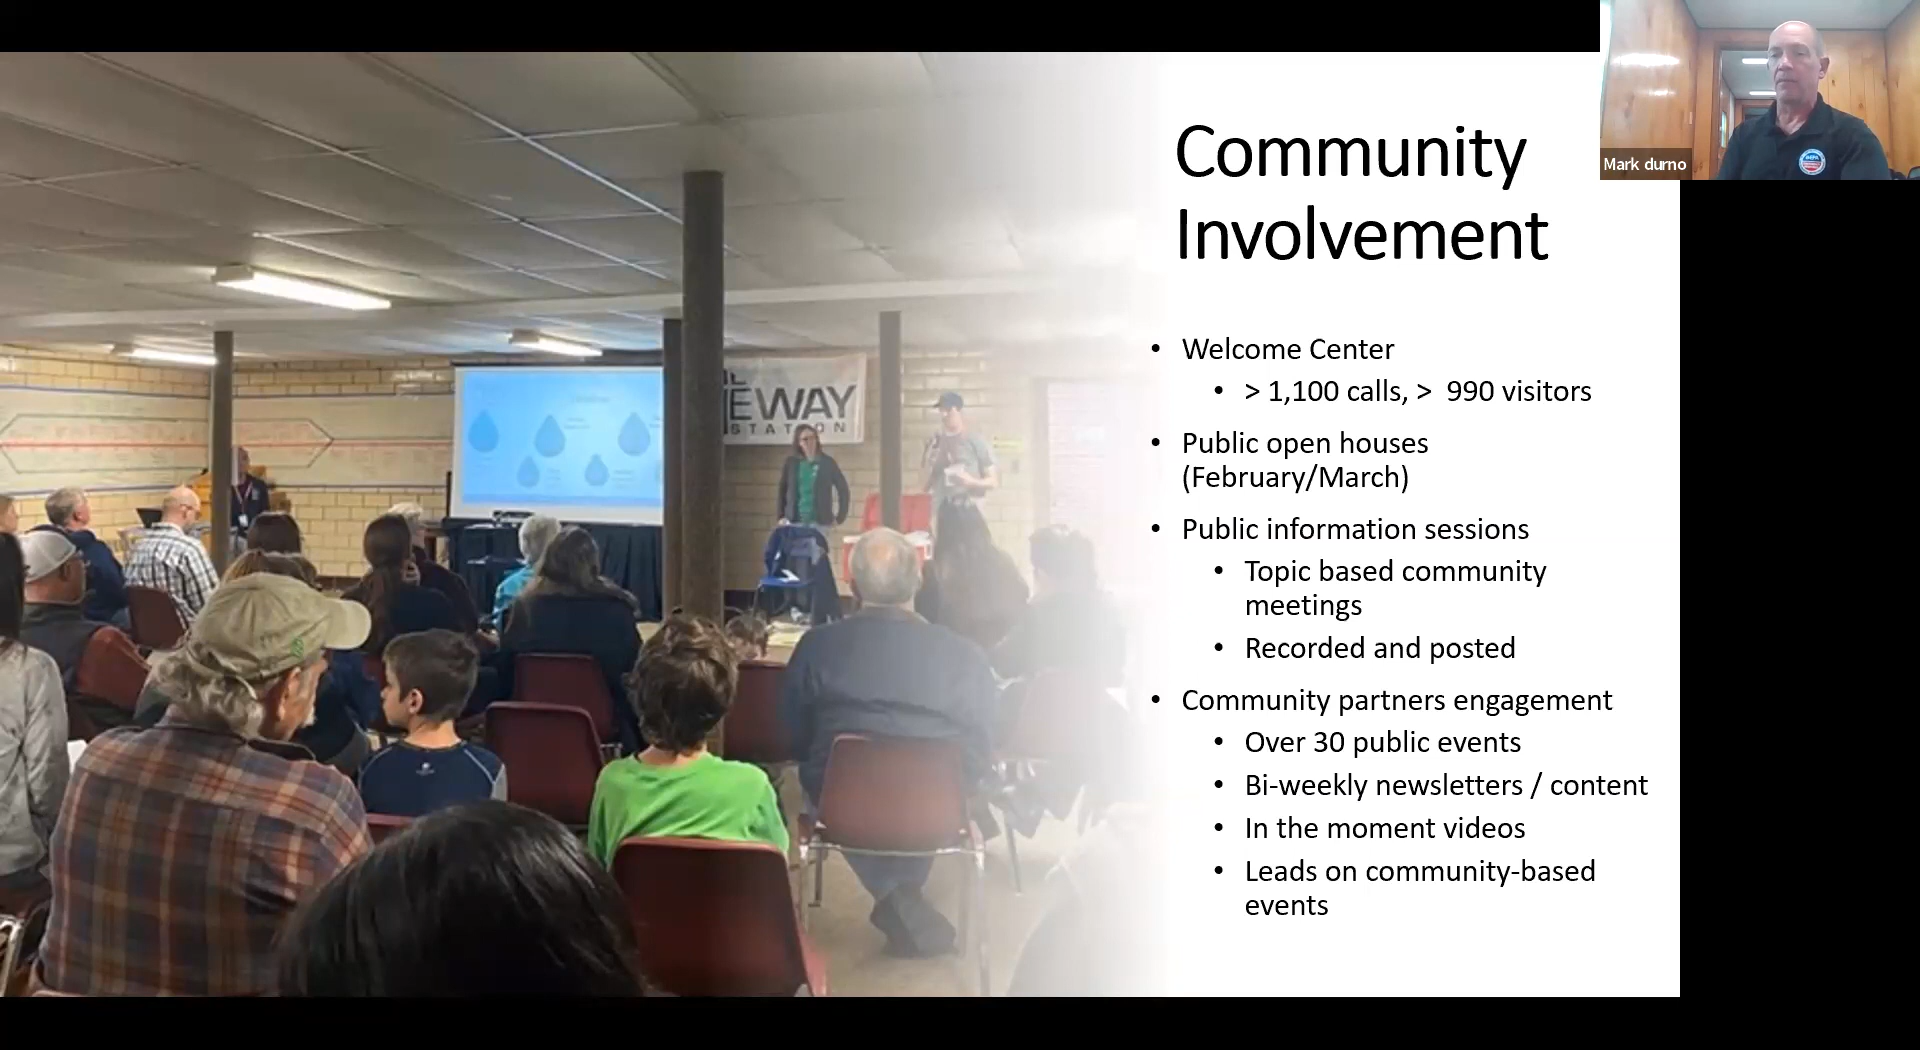 Community
Involvement
Mark durno
• Welcome Center
• > 1,100 calls, > 990 visitors
• Public open houses
(February/March)
• Public information sessions
• Topic based community
meetings
• Recorded and posted
• Community partners engagement
• Over 30 public events
• Bi-weekly newsletters / content
• In the moment videos
• Leads on community-based
events
EWAY
STATION